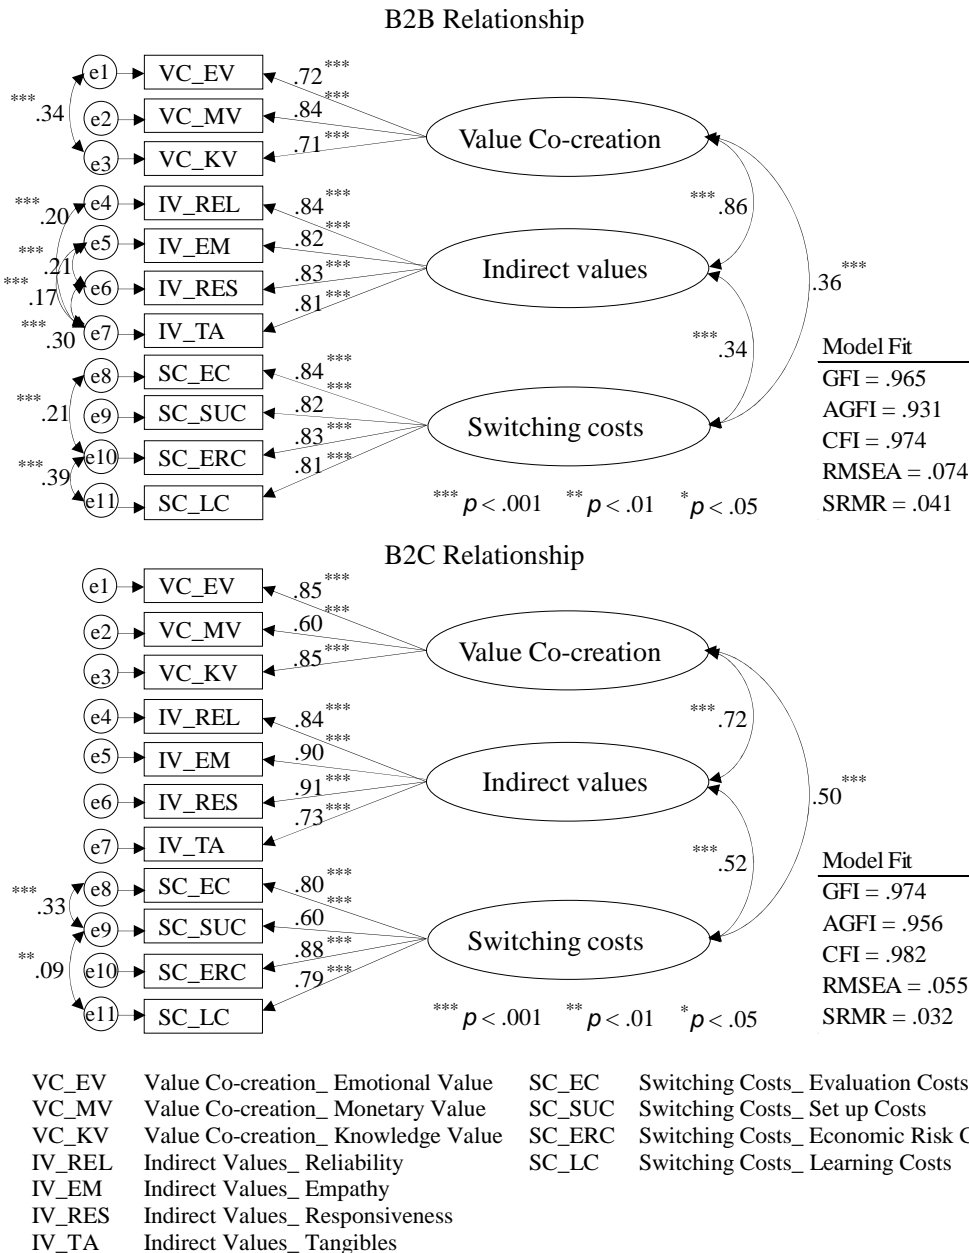 B2B Relationship
e1 VC_EV .72***
***.34 e2 VC_MV .84***
e3 VC_KV .71***
Value Co-creation
***.20 e4 IV_REL .84***
***.21 e5 IV_EM .82***
***.17 e6 IV_RES .83***
***.30 e7 IV_TA .81***
Indirect values
***.86
.36***
***.34
e8 SC_EC .84***
***.21 e9 SC_SUC .82***
e10 SC_ERC .83***
***.39 e11 SC_LC .81***
Switching costs
Model Fit
GFI = .965
AGFI = .931
CFI = .974
RMSEA = .074
SRMR = .041
*** p < .001 ** p < .01 * p < .05
B2C Relationship
e1 VC_EV .85***
e2 VC_MV .60***
e3 VC_KV .85***
Value Co-creation
e4 IV_REL .84***
e5 IV_EM .90***
e6 IV_RES .91***
e7 IV_TA .73***
Indirect values
***.72
.50***
***.52
e8 SC_EC .80***
***.33 e9 SC_SUC .60***
**.09 e10 SC_ERC .88***
e11 SC_LC .79***
Switching costs
Model Fit
GFI = .974
AGFI = .956
CFI = .982
RMSEA = .055
SRMR = .032
*** p < .001 ** p < .01 * p < .05
VC_EV Value Co-creation_ Emotional Value SC_EC Switching Costs_ Evaluation Costs
VC_MV Value Co-creation_ Monetary Value SC_SUC Switching Costs_ Set up Costs
VC_KV Value Co-creation_ Knowledge Value SC_ERC Switching Costs_ Economic Risk
IV_REL Indirect Values_ Reliability SC_LC Switching Costs_ Learning Costs
IV_EM Indirect Values_ Empathy
IV_RES Indirect Values_ Responsiveness
IV_TA Indirect Values_ Tangibles